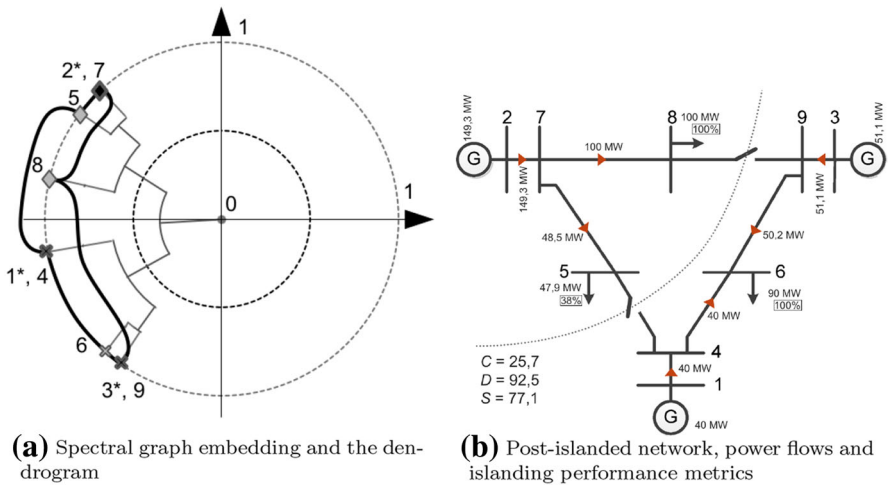 1
2*, 7
5
8
0
1
1*, 4
6
3*, 9
(a) Spectral graph embedding and the den-
drogram
149,3 MW
2
7
8
100 MW
100%
9
3
51,1 MW
G
100 MW
G
149,3 MW
51,1 MW
48,5 MW
50,2 MW
5
6
47,9 MW
38%
90 MW
100%
40 MW
C = 25,7
D = 92,5
S = 77,1
4
40 MW
1
G
40 MW
(b) Post-islanded network, power flows and
islanding performance metrics